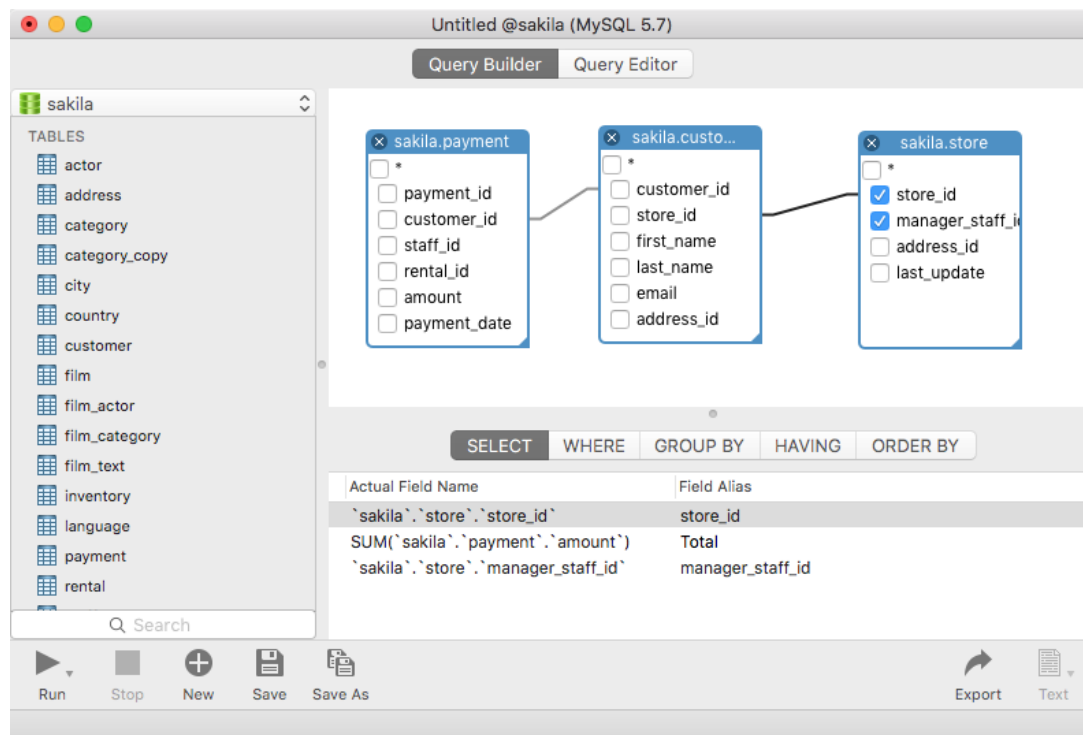 Untitled @sakila (MySQL 5.7)
Query Builder Query Editor
sakila
TABLES
actor
address
category
category_copy
city
country
customer
film
film_actor
film_category
film_text
inventory
language
payment
rental
Search
sakila.payment
*
payment_id
customer_id
staff_id
rental_id
amount
payment_date
sakila.custo...
*
customer_id
store_id
first_name
last_name
email
address_id
sakila.store
*
store_id
manager_staff_i
address_id
last_update
SELECT WHERE GROUP BY HAVING ORDER BY
Actual Field Name Field Alias
`sakila`.`store`.`store_id` store_id
SUM(`sakila`.`payment`.`amount`) Total
`sakila`.`store`.`manager_staff_id` manager_staff_id
Run Stop New Save Save As Export Text